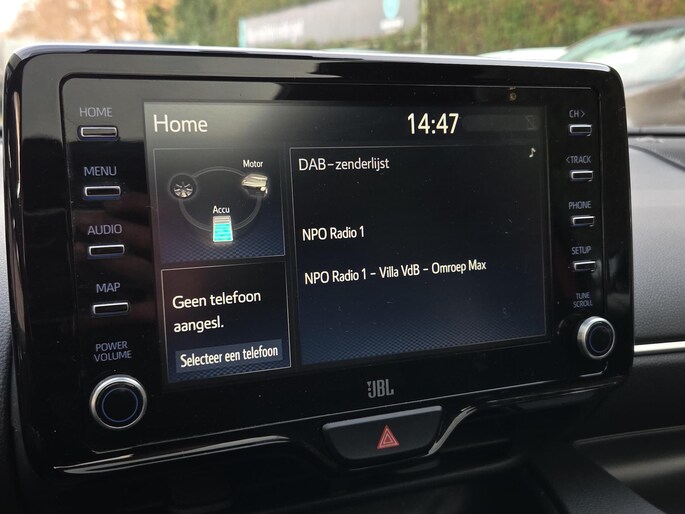 HOME
MENU
AUDIO
MAP
POWER
VOLUME
Home
14:47
Motor
Accu
Geen telefoon
aangesl.
Selecteer een telefoon
DAB-zenderlijst
NPO Radio 1
NPO Radio 1 - Villa VdB - Omroep Max
CH >
< TRACK
PHONE
SETUP
TUNE
SCROLL
JBL